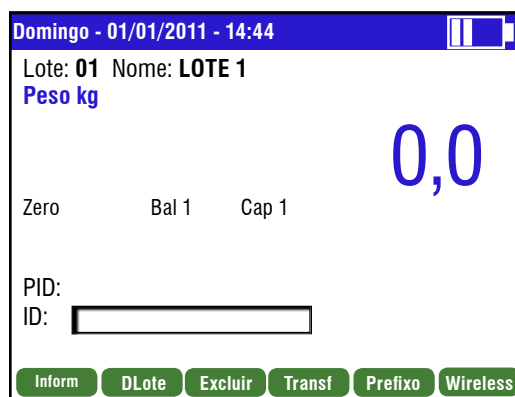 Domingo - 01/01/2011 - 14:44
Lote: 01 Nome: LOTE 1
Peso kg
0,0
Zero Bal 1 Cap 1
PID:
ID:
Inform DLote Excluir Transf Prefixo Wireless